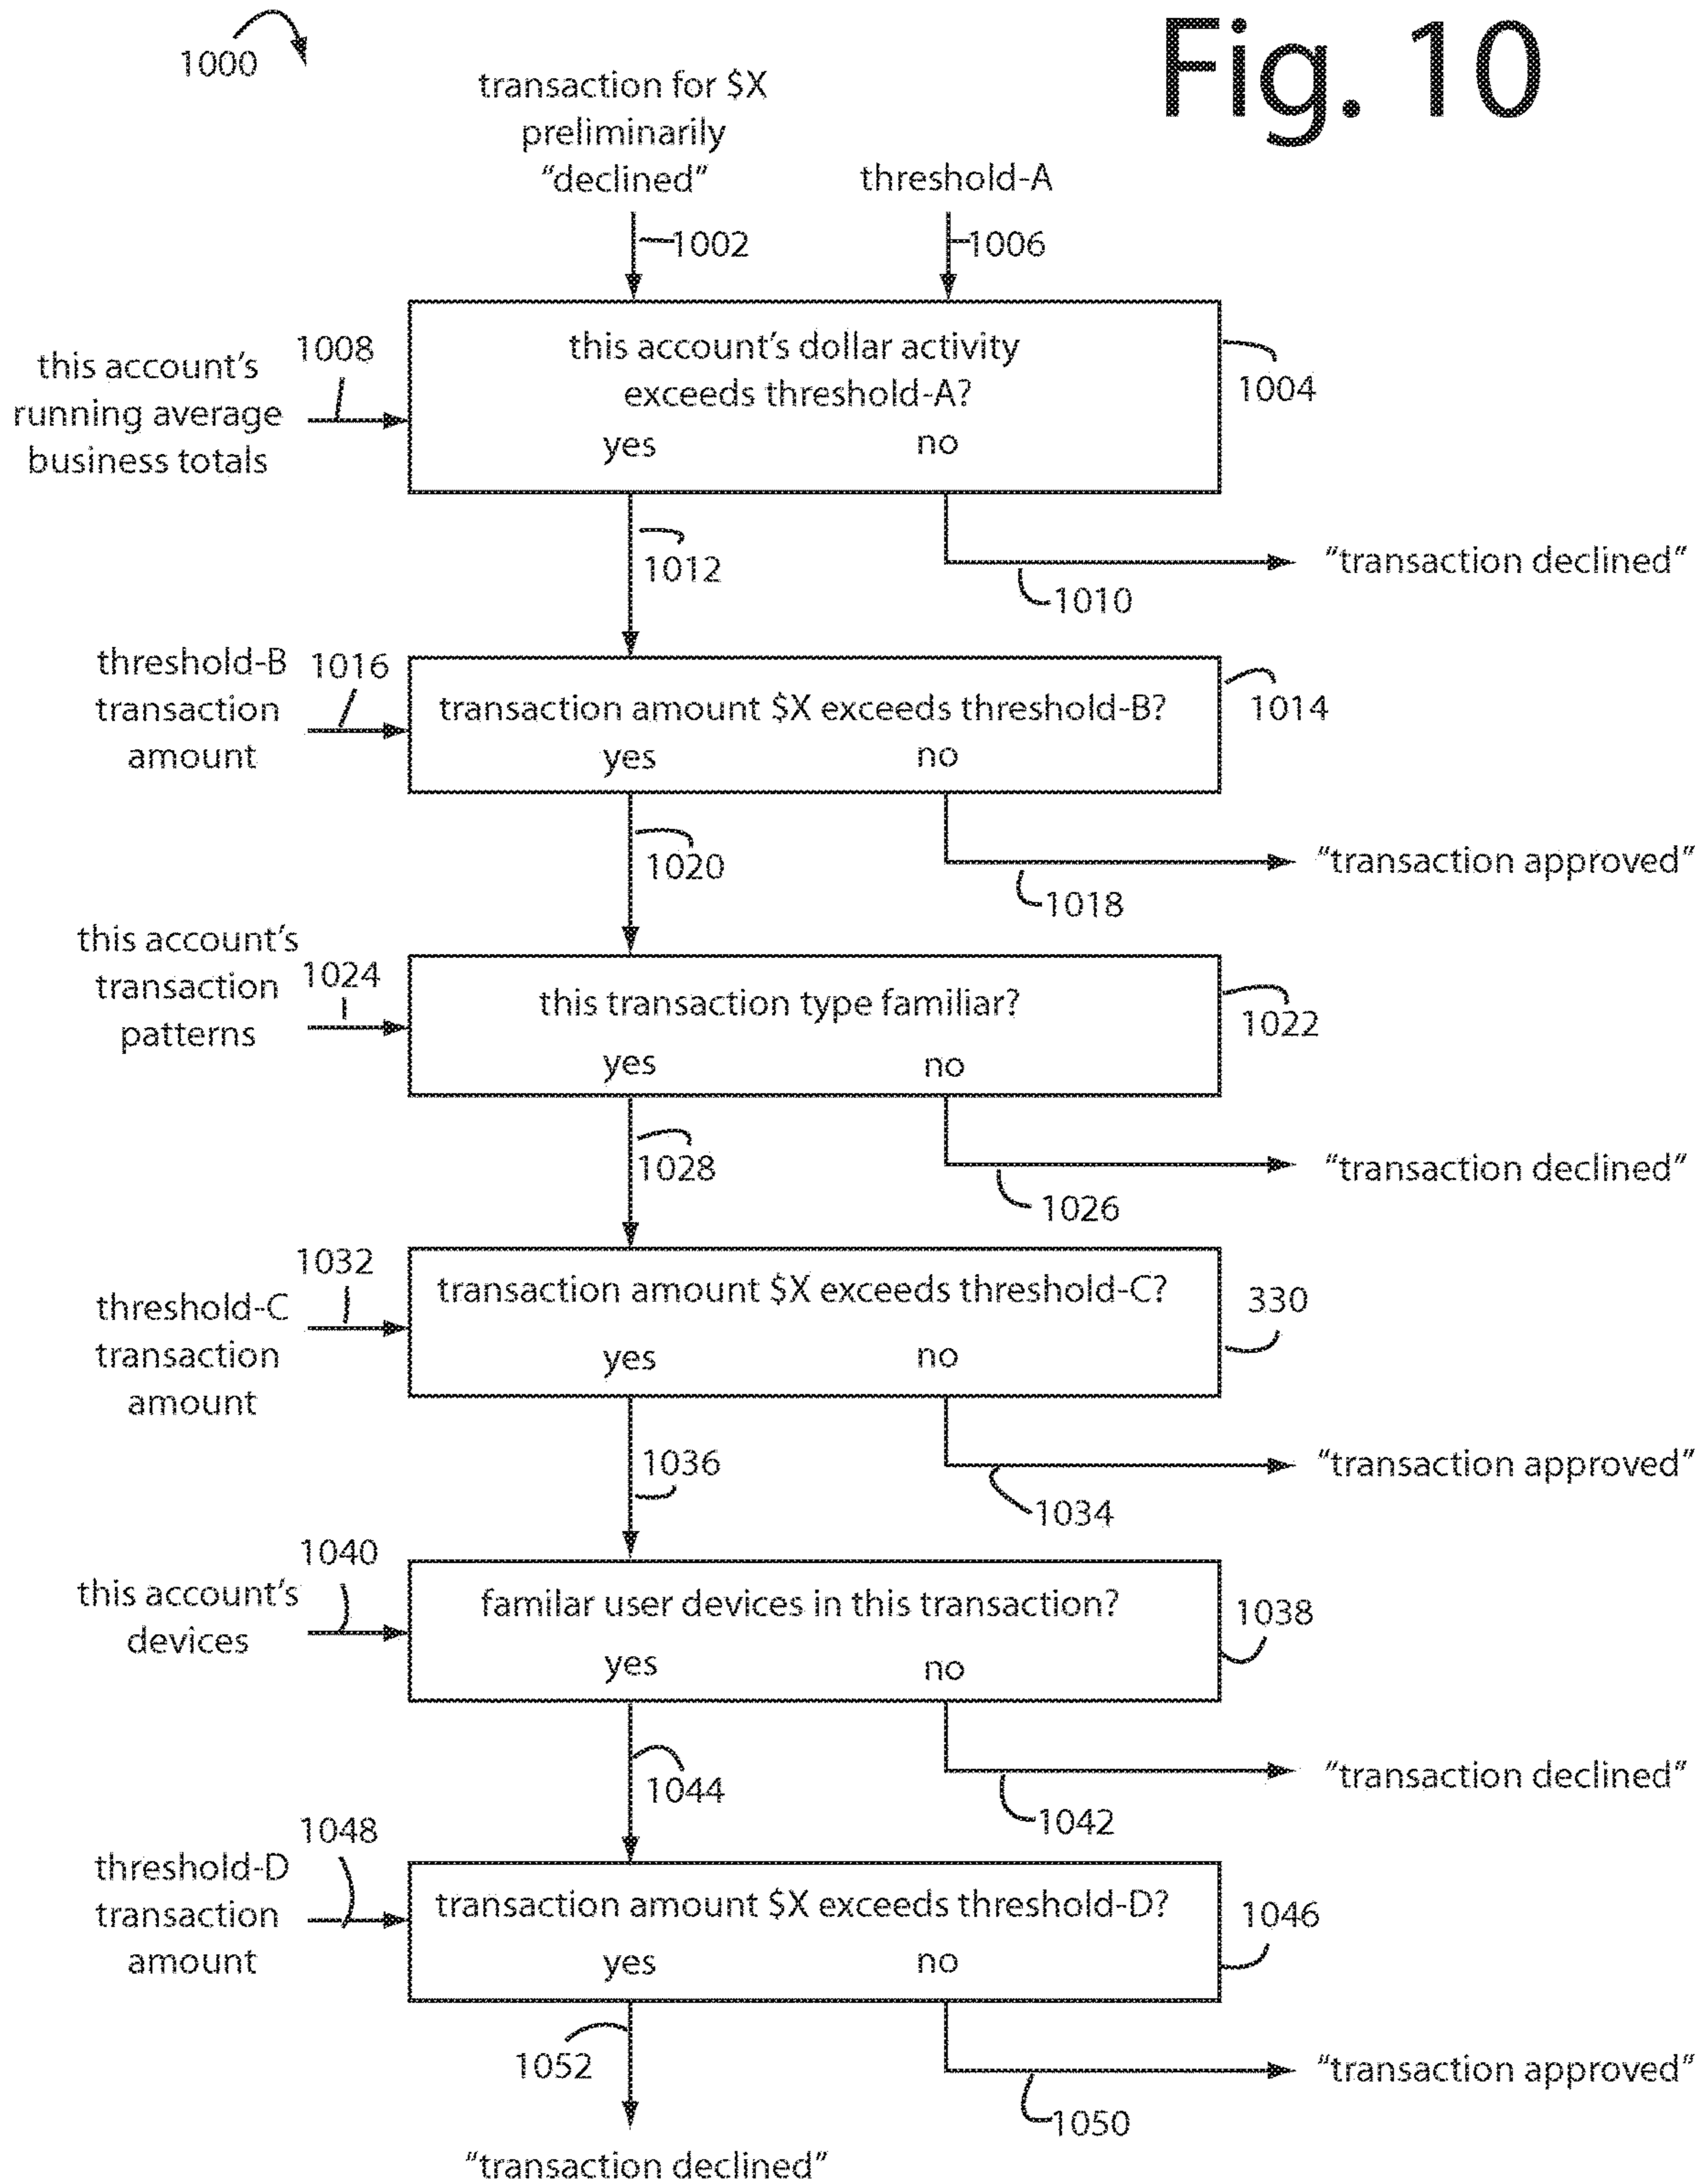 Fig. 10
1000
transaction for $X
preliminarily
“declined”
threshold-A
1002
1006
this account’s
running average
business totals
1008
this account’s dollar activity
exceeds threshold-A?
yes
no
1004
1012
“transaction declined”
1010
threshold-B
transaction
amount
1016
transaction amount $X exceeds threshold-B?
yes
no
1014
1020
“transaction approved”
1018
this account’s
transaction
patterns
1024
this transaction type familiar?
yes
no
1022
1028
“transaction declined”
1026
threshold-C
transaction
amount
1032
transaction amount $X exceeds threshold-C?
yes
no
330
1036
“transaction approved”
1034
this account’s
devices
1040
familar user devices in this transaction?
yes
no
1038
1044
“transaction declined”
1042
threshold-D
transaction
amount
1048
transaction amount $X exceeds threshold-D?
yes
no
1046
1052
“transaction approved”
1050
“transaction declined”